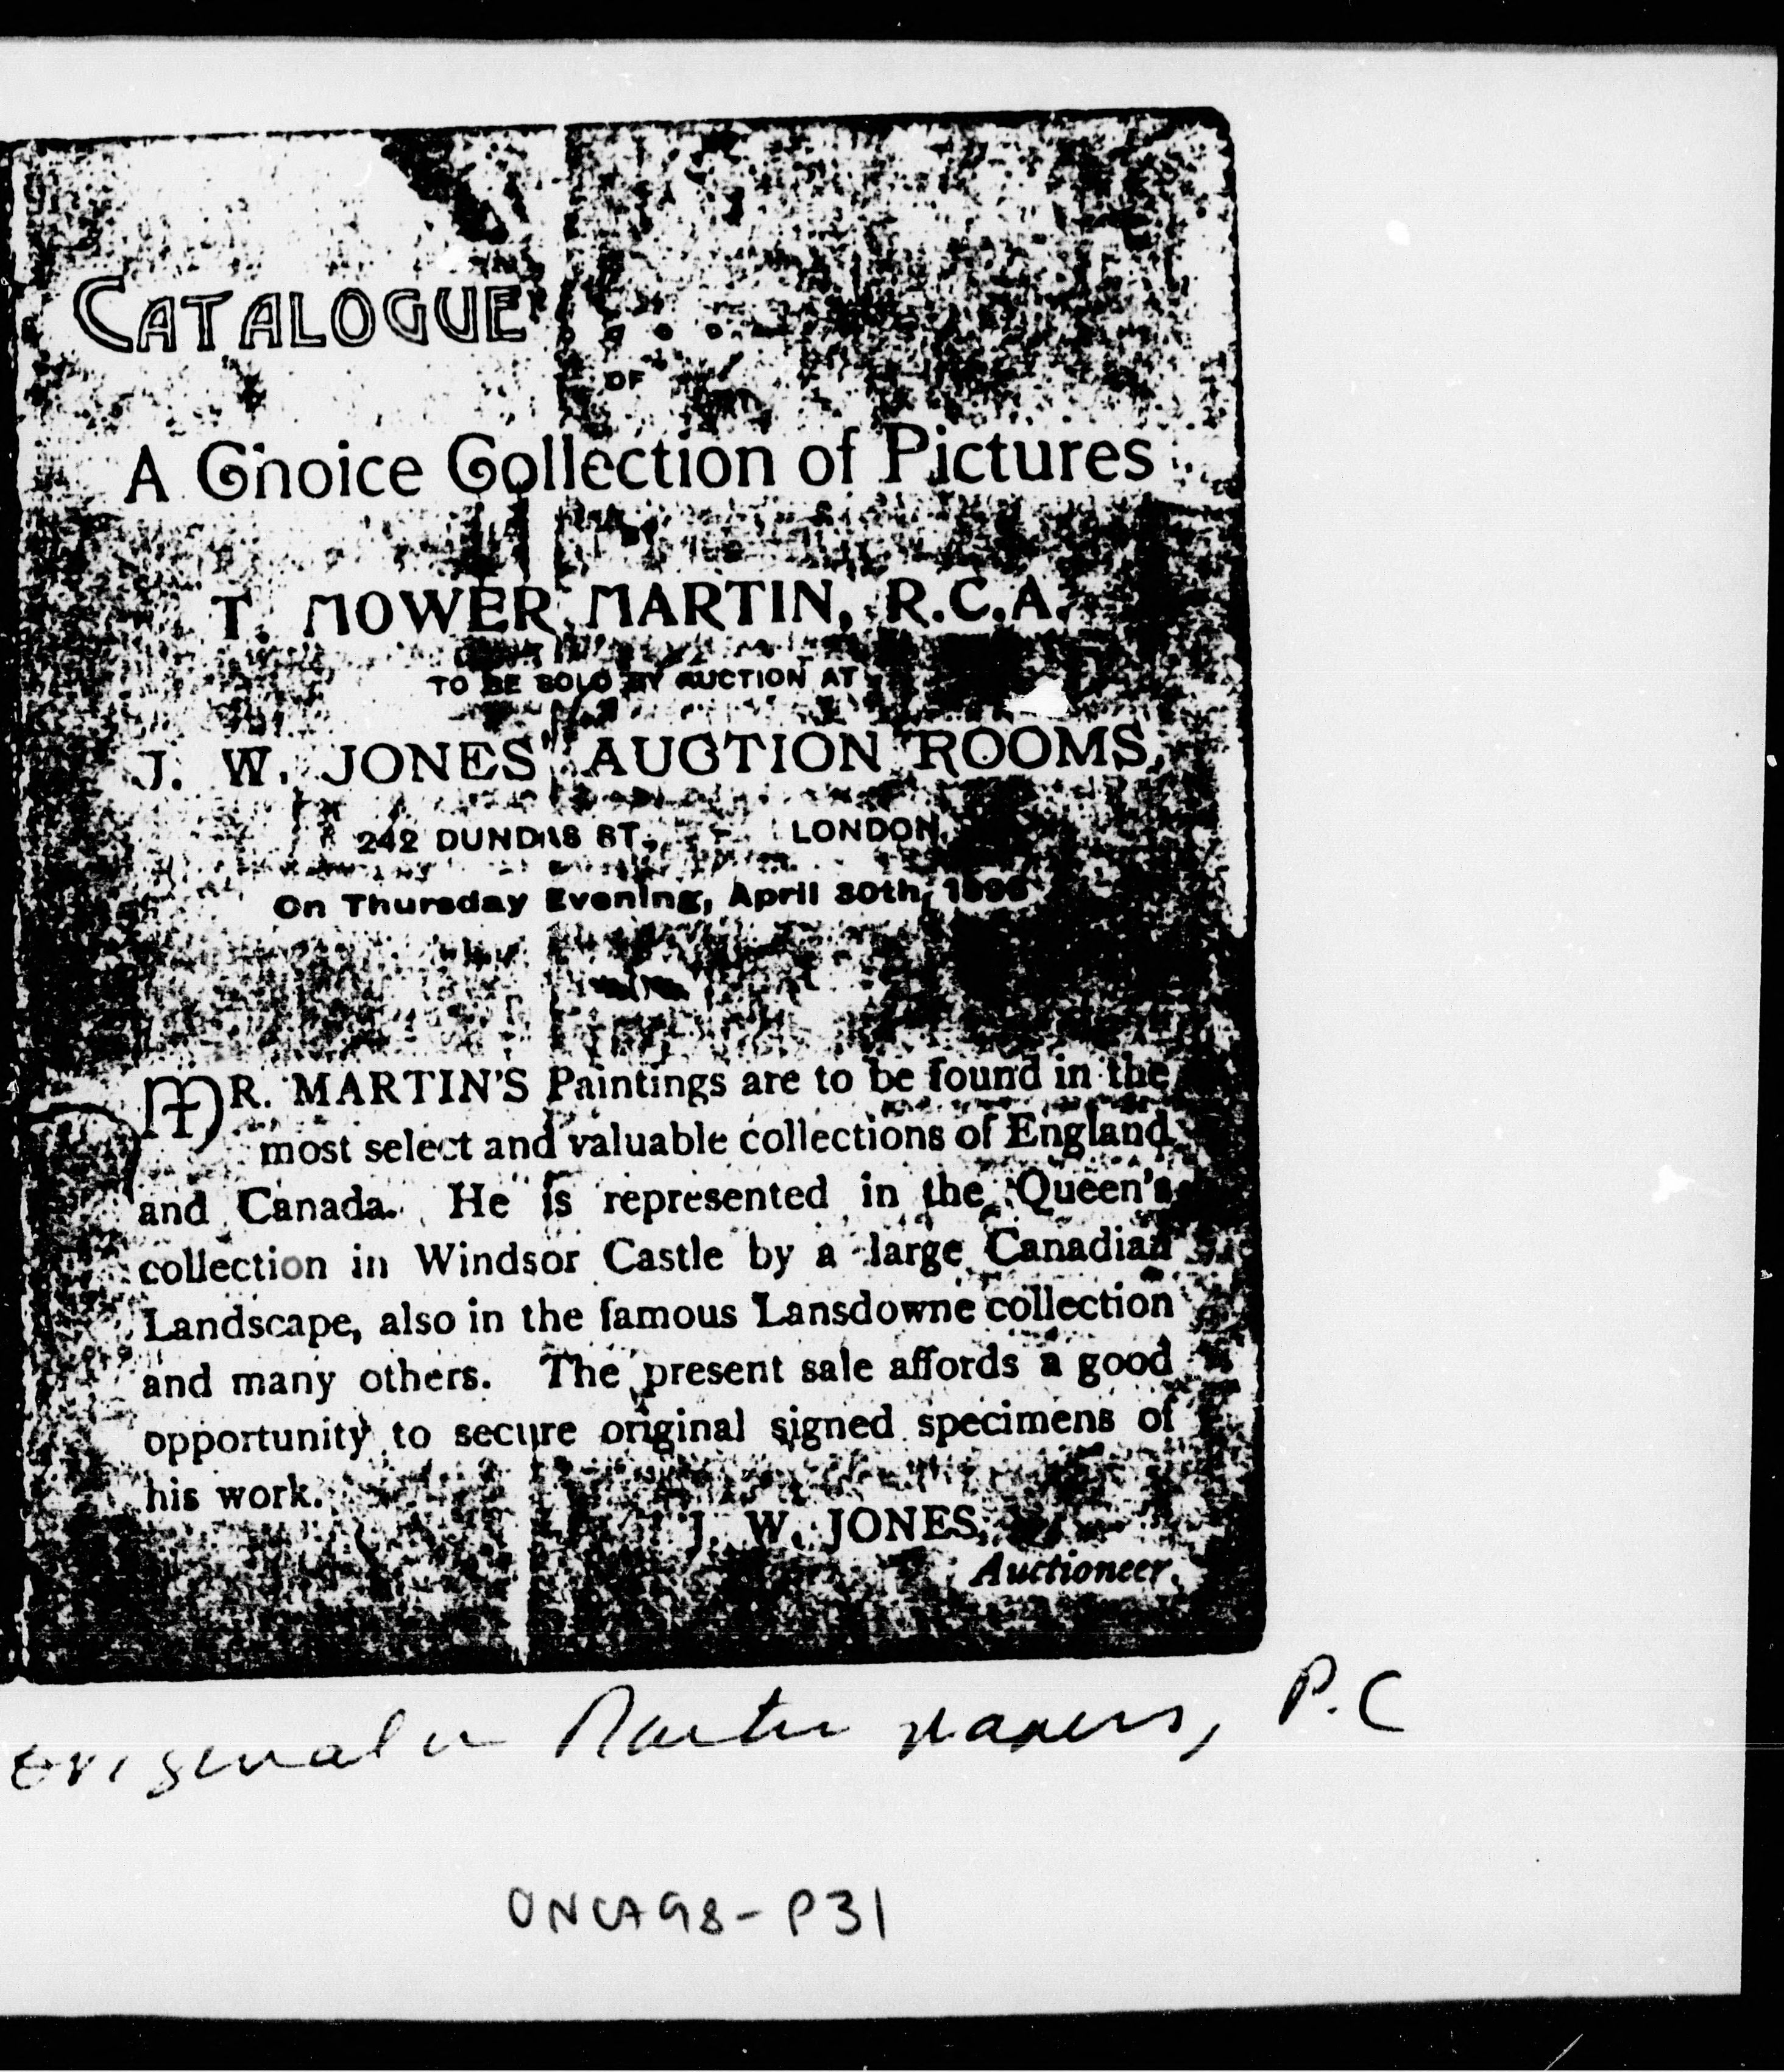 CATALOGUE
OF
A Choice Collection of Pictures
T. MOWER MARTIN, R.C.A.
TO BE SOLD BY AUCTION AT
J. W. JONES' AUCTION ROOMS,
242 DUNDAS ST. LONDON,
On Thursday Evening, April 30th, 1896
MR. MARTIN'S Paintings are to be found in the
most select and valuable collections of England
and Canada. He is represented in the Queen's
collection in Windsor Castle by a large Canadian
Landscape, also in the famous Lansdowne collection
and many others. The present sale affords a good
opportunity to secure original signed specimens of
his work.
J. W. JONES,
Auctioneer.
original in Martin papers, P.C
ONCA98-P31